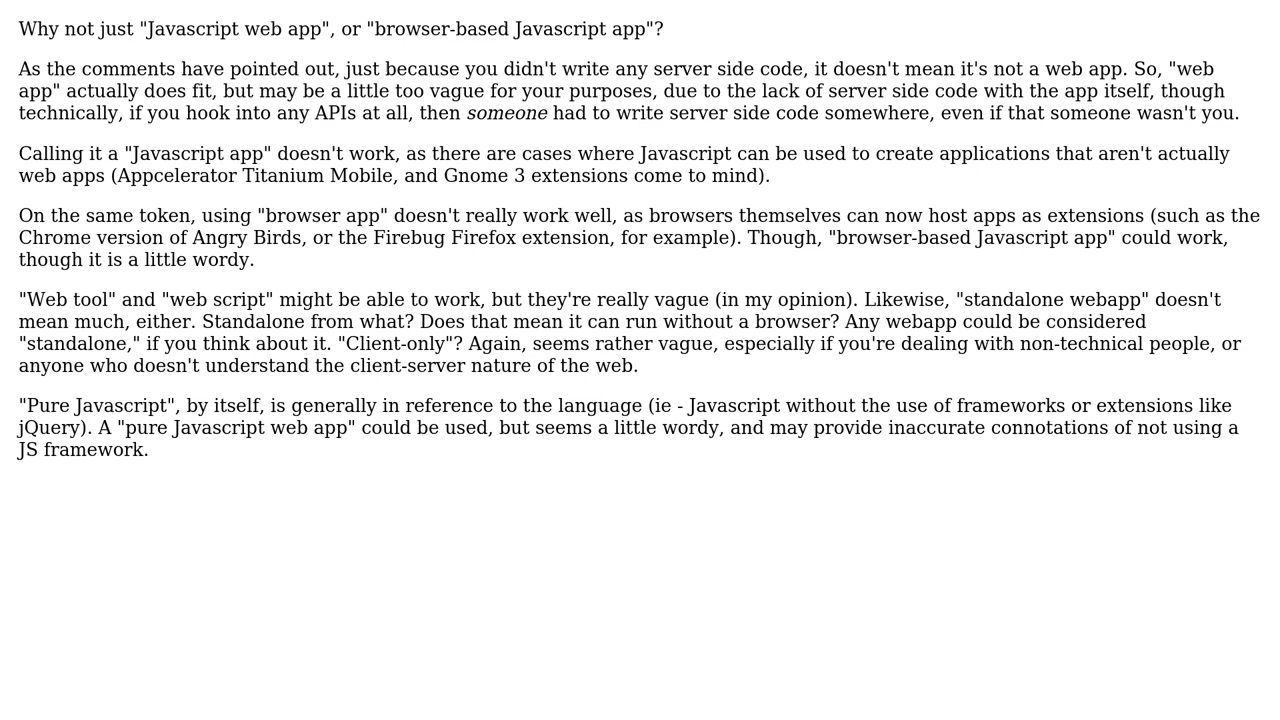 Why not just "Javascript web app", or "browser-based Javascript app"?
As the comments have pointed out, just because you didn't write any server side code, it doesn't mean it's not a web app. So, "web
app" actually does fit, but may be a little too vague for your purposes, due to the lack of server side code with the app itself, though
technically, if you hook into any APIs at all, then someone had to write server side code somewhere, even if that someone wasn't you.
Calling it a "Javascript app" doesn't work, as there are cases where Javascript can be used to create applications that aren't actually
web apps (Appcelerator Titanium Mobile, and Gnome 3 extensions come to mind).
On the same token, using "browser app" doesn't really work well, as browsers themselves can now host apps as extensions (such as the
Chrome version of Angry Birds, or the Firebug Firefox extension, for example). Though, "browser-based Javascript app" could work,
though it is a little wordy.
"Web tool" and "web script" might be able to work, but they're really vague (in my opinion). Likewise, "standalone webapp" doesn't
mean much, either. Standalone from what? Does that mean it can run without a browser? Any webapp could be considered
"standalone," if you think about it. "Client-only"? Again, seems rather vague, especially if you're dealing with non-technical people, or
anyone who doesn't understand the client-server nature of the web.
"Pure Javascript", by itself, is generally in reference to the language (ie - Javascript without the use of frameworks or extensions like
jQuery). A "pure Javascript web app" could be used, but seems a little wordy, and may provide inaccurate connotations of not using a
JS framework.